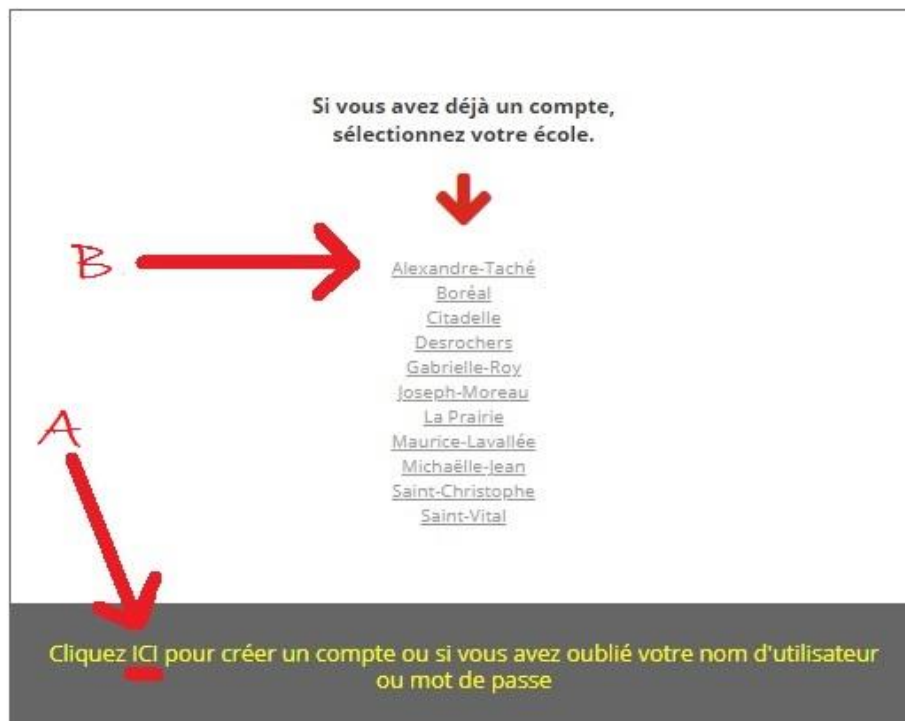 Si vous avez déjà un compte,
sélectionnez votre école.
B
Alexandre-Taché
Boréal
Citadelle
Desrochers
Gabrielle-Roy
Joseph-Moreau
La Prairie
Maurice-Lavallée
Michaëlle-Jean
Saint-Christophe
Saint-Vital
A
Cliquez ICI pour créer un compte ou si vous avez oublié votre nom d'utilisateur
ou mot de passe